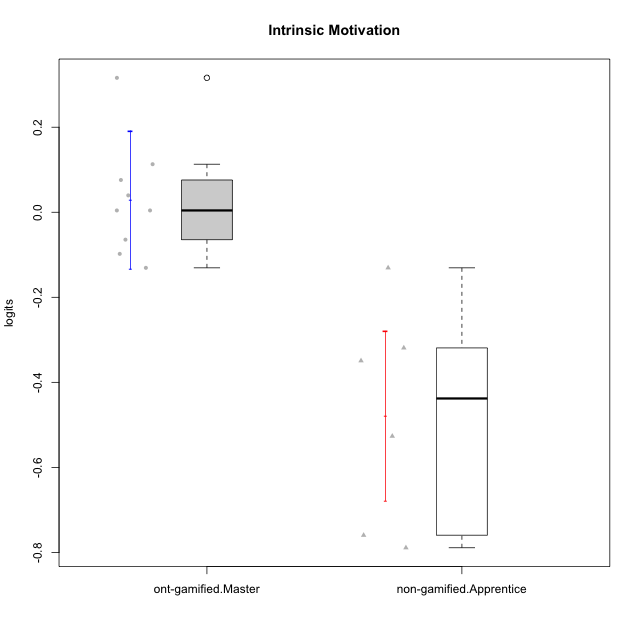 Intrinsic Motivation
logits
0.2
0.0
-0.2
-0.4
-0.6
-0.8
ont-gamified.Master
non-gamified.Apprentice